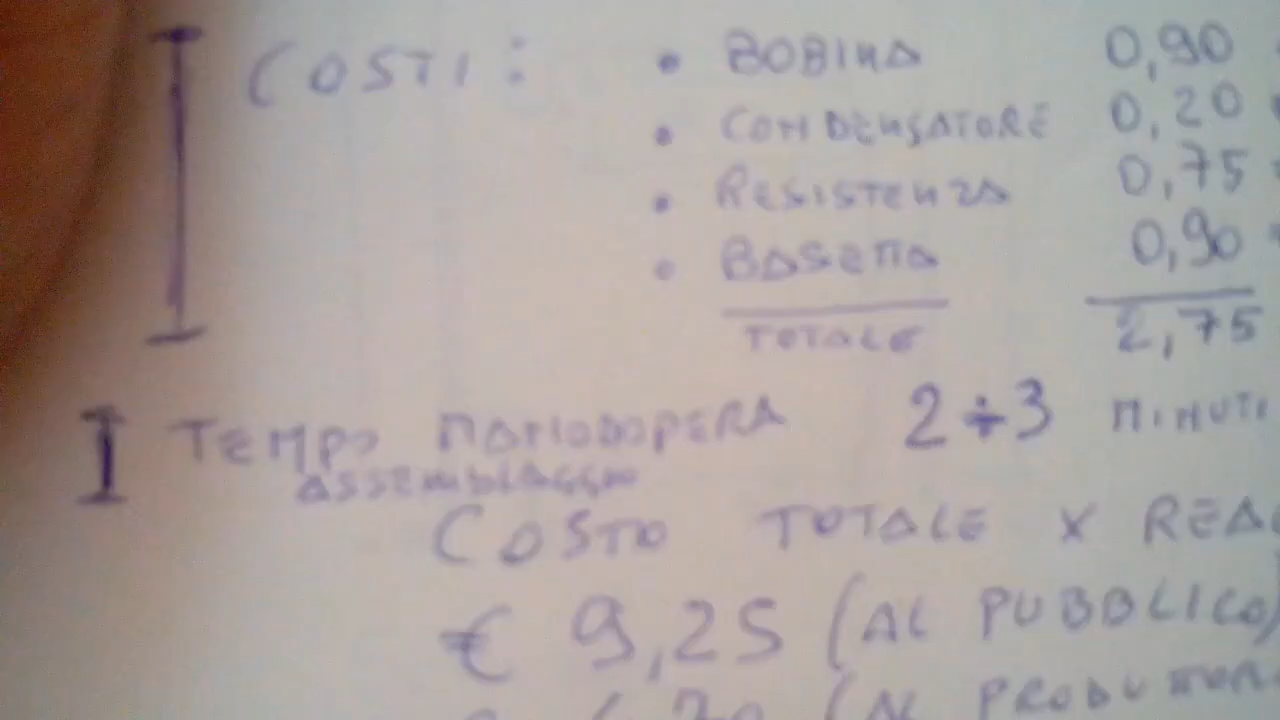 COSTI: • BOBINA 0,90
• CONDENSATORE 0,20
• RESISTENZA 0,75
• BASETTA 0,90
TOTALE 2,75
TEMPO MANODOPERA 2÷3 MINUTI
ASSEMBLAGGIO
COSTO TOTALE X
€ 9,25 (AL PUBBLICO)
(AL